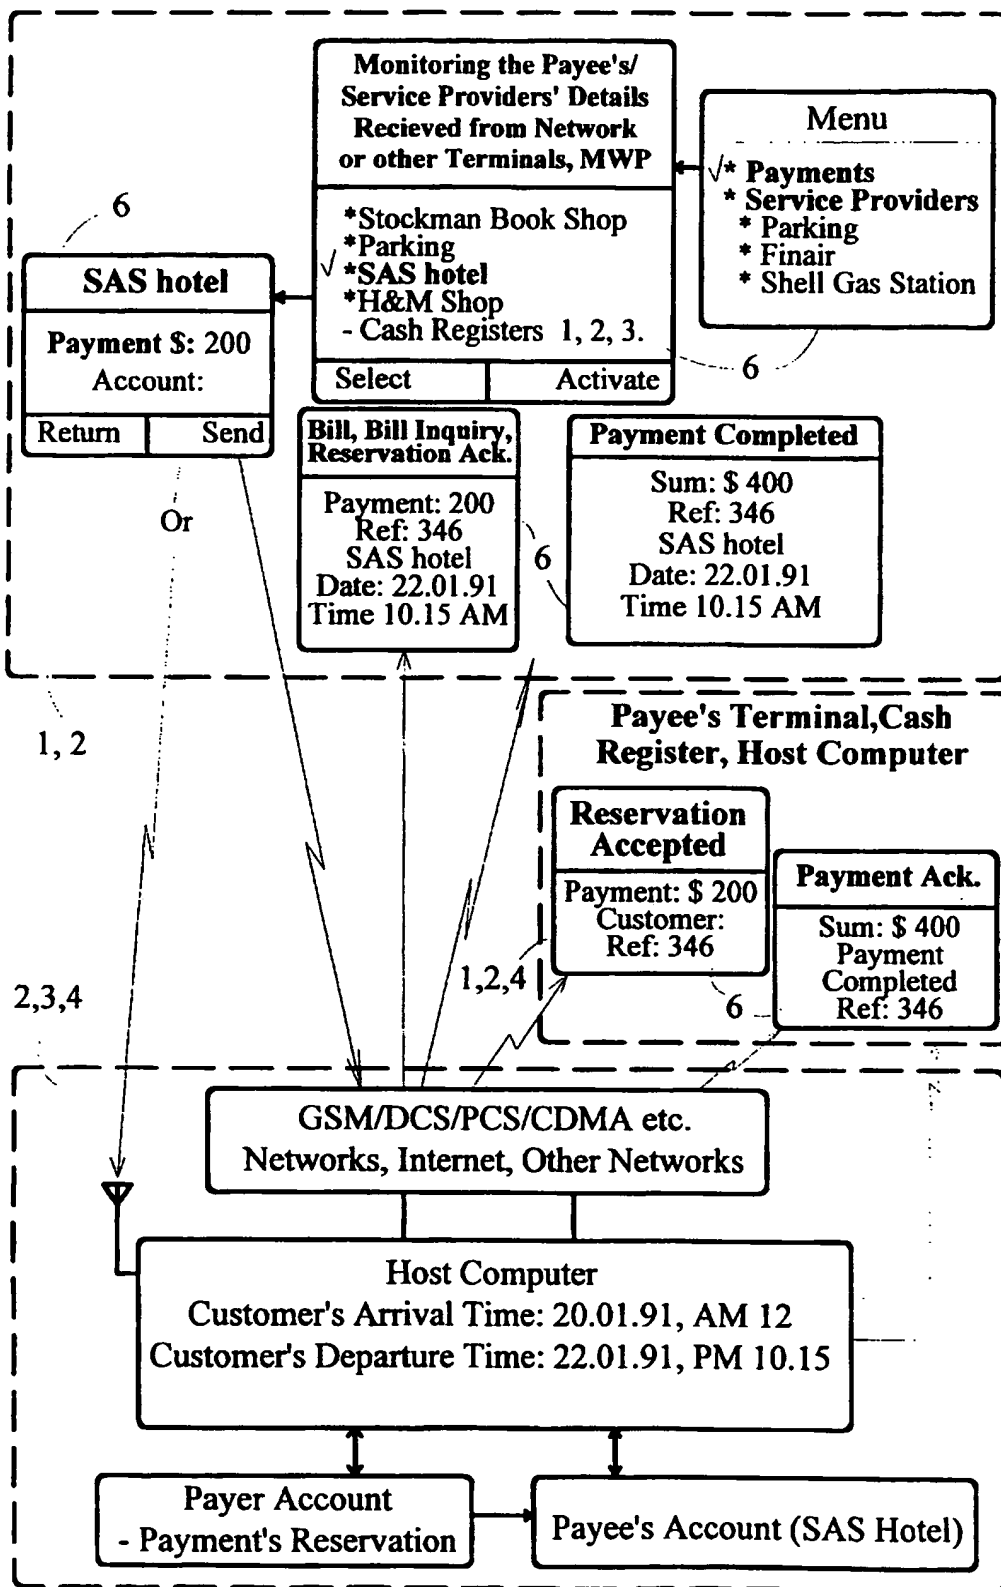 Monitoring the Payee's/
Service Providers' Details
Recieved from Network
or other Terminals, MWP
*Stockman Book Shop
*Parking
√ *SAS hotel
*H&M Shop
- Cash Registers 1, 2, 3.
Select
Activate
Menu
√* Payments
* Service Providers
* Parking
* Finair
* Shell Gas Station
6
6
SAS hotel
Payment $: 200
Account:
Return
Send
Or
Bill, Bill Inquiry,
Reservation Ack.
Payment: 200
Ref: 346
SAS hotel
Date: 22.01.91
Time 10.15 AM
6
Payment Completed
Sum: $ 400
Ref: 346
SAS hotel
Date: 22.01.91
Time 10.15 AM
1, 2
Payee's Terminal,Cash
Register, Host Computer
Reservation
Accepted
Payment: $ 200
Customer:
Ref: 346
Payment Ack.
Sum: $ 400
Payment
Completed
Ref: 346
1,2,4
6
2,3,4
GSM/DCS/PCS/CDMA etc.
Networks, Internet, Other Networks
Host Computer
Customer's Arrival Time: 20.01.91, AM 12
Customer's Departure Time: 22.01.91, PM 10.15
Payer Account
- Payment's Reservation
Payee's Account (SAS Hotel)